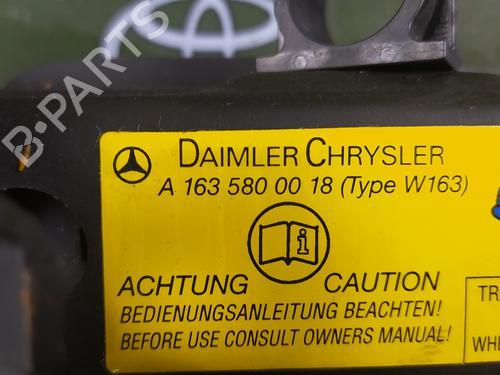 B-PARTS
DAIMLER CHRYSLER
A 163 580 00 18 (Type W163)
i
ACHTUNG CAUTION
BEDIENUNGSANLEITUNG BEACHTEN!
BEFORE USE CONSULT OWNERS MANUAL!